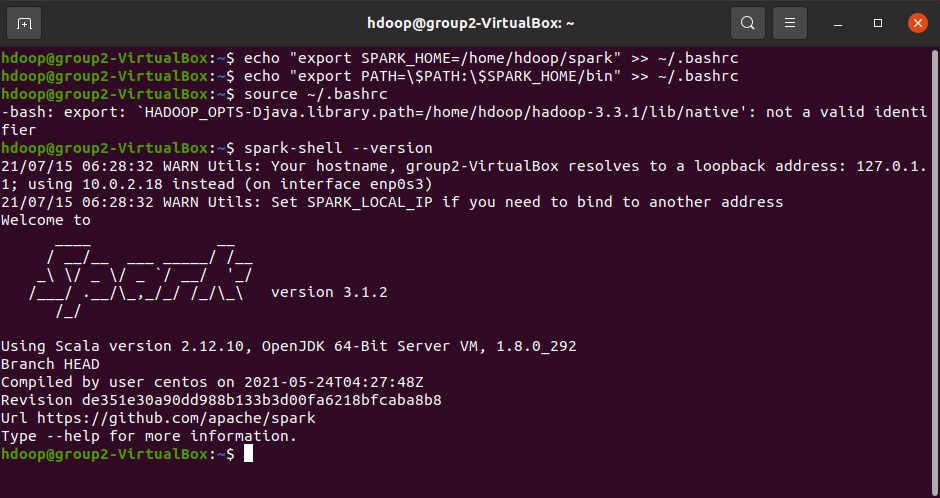 hdoop@group2-VirtualBox: ~
hdoop@group2-VirtualBox:~$ echo "export SPARK_HOME=/home/hdoop/spark" >> ~/.bashrc
hdoop@group2-VirtualBox:~$ echo "export PATH=\$PATH:\$SPARK_HOME/bin" >> ~/.bashrc
hdoop@group2-VirtualBox:~$ source ~/.bashrc
-bash: export: `HADOOP_OPTS-Djava.library.path=/home/hdoop/hadoop-3.3.1/lib/native': not a valid identi
fier
hdoop@group2-VirtualBox:~$ spark-shell --version
21/07/15 06:28:32 WARN Utils: Your hostname, group2-VirtualBox resolves to a loopback address: 127.0.1.
1; using 10.0.2.18 instead (on interface enp0s3)
21/07/15 06:28:32 WARN Utils: Set SPARK_LOCAL_IP if you need to bind to another address
Welcome to
      ____              __
     / __/__  ___ _____/ /__
    _\ \/ _ \/ _ `/ __/  '_/
   /___/ .__/\_,_/_/ /_/\_\   version 3.1.2
      /_/
Using Scala version 2.12.10, OpenJDK 64-Bit Server VM, 1.8.0_292
Branch HEAD
Compiled by user centos on 2021-05-24T04:27:48Z
Revision de351e30a90dd988b133b3d00fa6218bfcaba8b8
Url https://github.com/apache/spark
Type --help for more information.
hdoop@group2-VirtualBox:~$